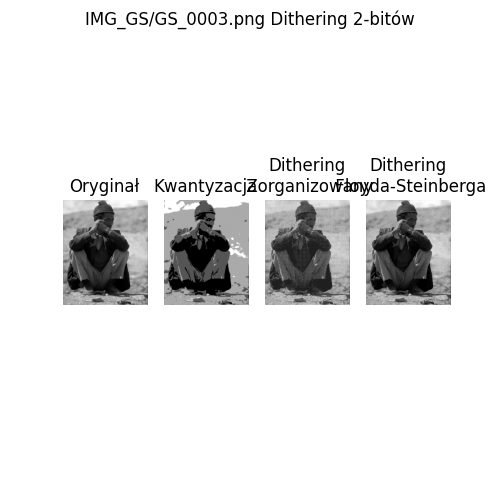 IMG_GS/GS_0003.png Dithering 2-bitów
Oryginał
Kwantyzacja
Dithering
Zorganizowany
Dithering
Floyda-Steinberga